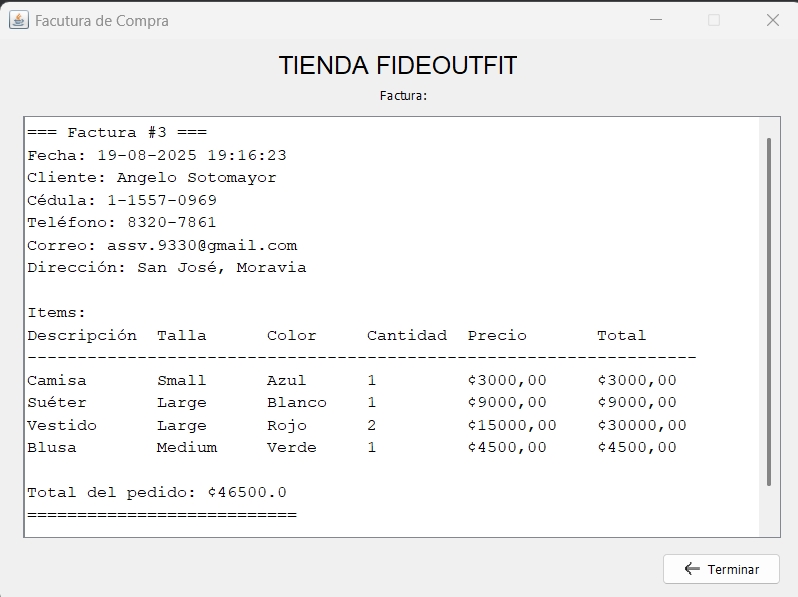 Facutura de Compra
TIENDA FIDEOUTFIT
Factura:
=== Factura #3 ===
Fecha: 19-08-2025 19:16:23
Cliente: Angelo Sotomayor
Cédula: 1-1557-0969
Teléfono: 8320-7861
Correo: assv.9330@gmail.com
Dirección: San José, Moravia
Items:
Descripción Talla Color Cantidad Precio Total
-------------------------------------------------------------------
Camisa Small Azul 1 ¢3000,00 ¢3000,00
Suéter Large Blanco 1 ¢9000,00 ¢9000,00
Vestido Large Rojo 2 ¢15000,00 ¢30000,00
Blusa Medium Verde 1 ¢4500,00 ¢4500,00
Total del pedido: ¢46500.0
===========================
Terminar